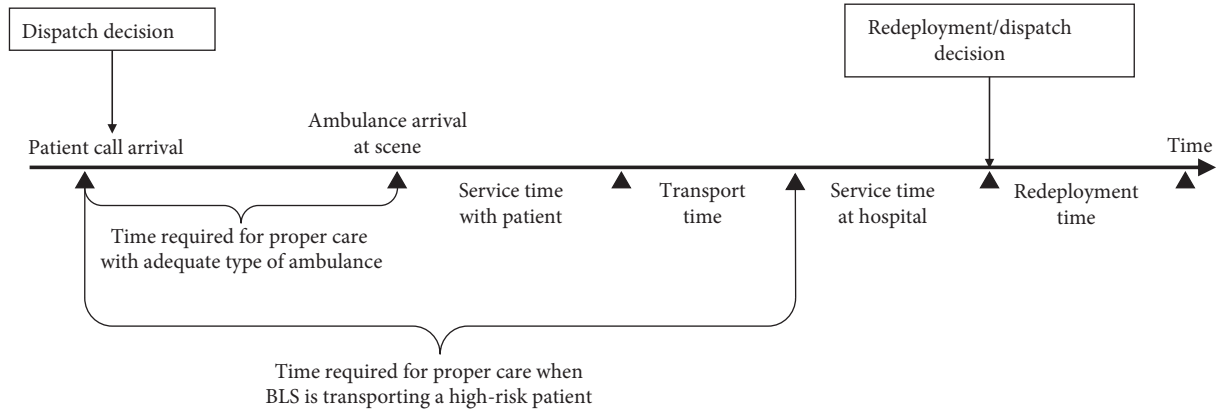 Dispatch decision
Redeployment/dispatch
decision
Patient call arrival
Ambulance arrival
at scene
Time
Service time
with patient
Transport
time
Service time
at hospital
Redeployment
time
Time required for proper care
with adequate type of ambulance
Time required for proper care when
BLS is transporting a high-risk patient